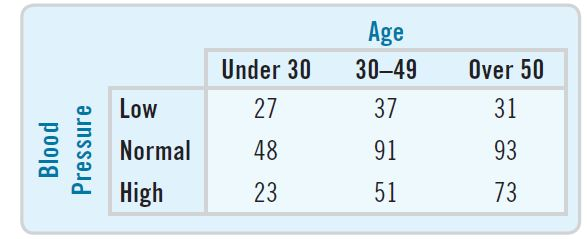 Age
Under 30 30–49 Over 50
Blood Pressure
Low 27 37 31
Normal 48 91 93
High 23 51 73